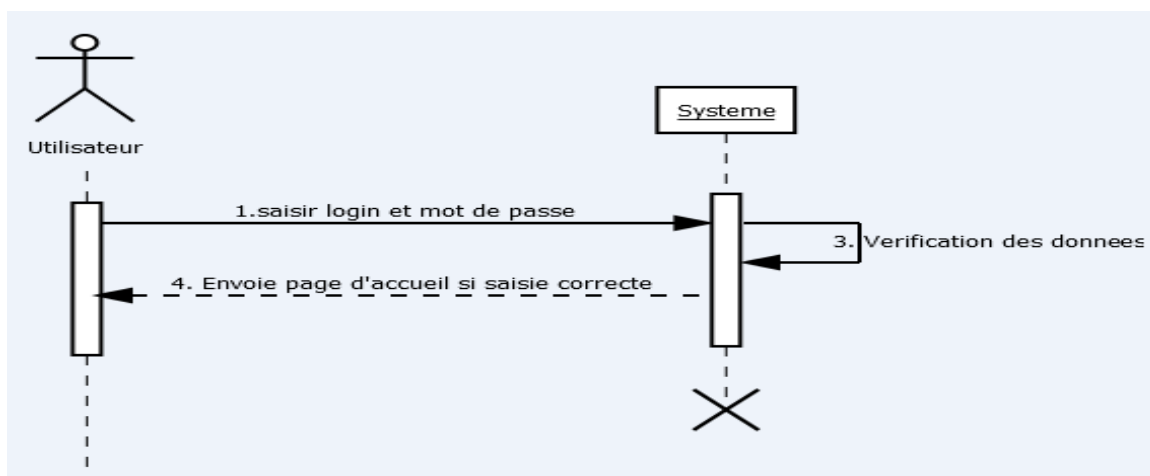 Systeme
Utilisateur
1.saisir login et mot de passe
3. Verification des donnees
4. Envoie page d'accueil si saisie correcte